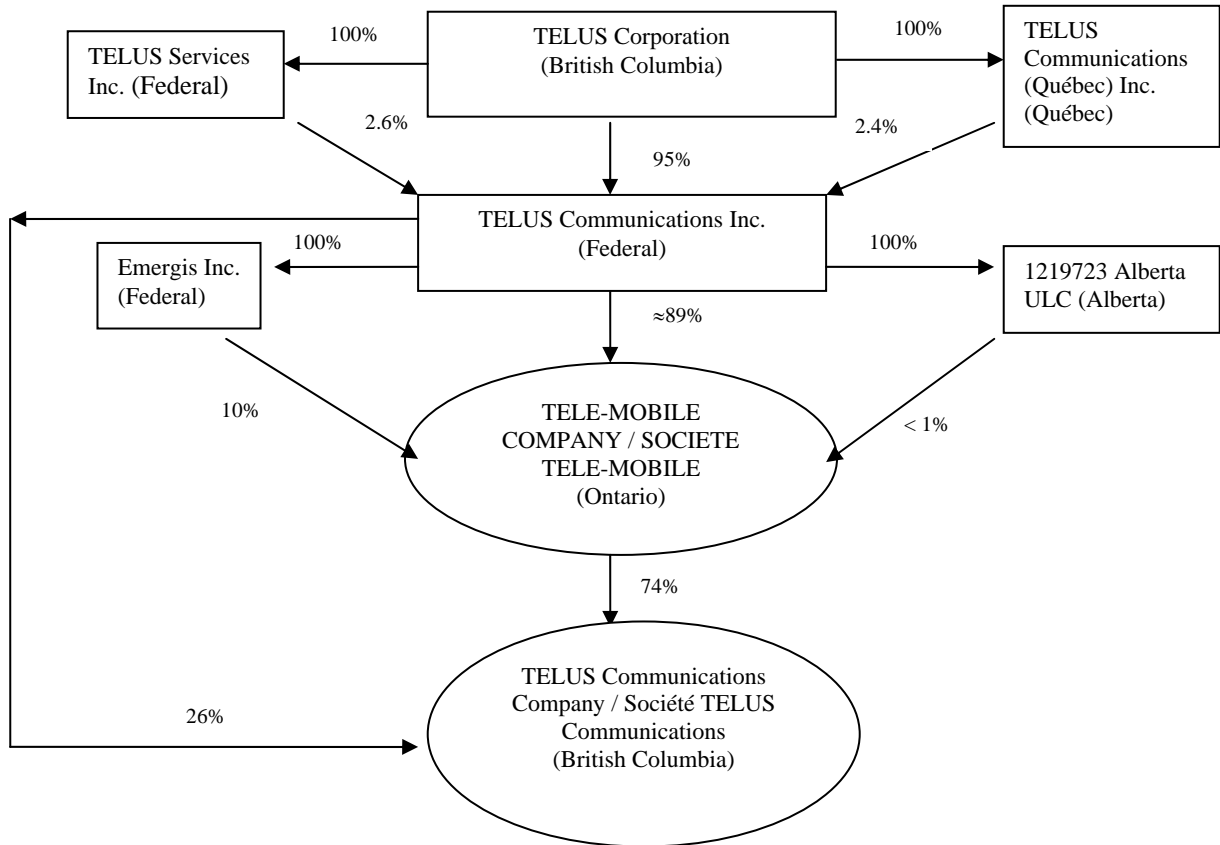 100%
TELUS Corporation
(British Columbia)
100%
TELUS Services
Inc. (Federal)
TELUS
Communications
(Québec) Inc.
(Québec)
2.6%
95%
2.4%
TELUS Communications Inc.
(Federal)
100%
100%
Emergis Inc.
(Federal)
1219723 Alberta
ULC (Alberta)
≈89%
10%
< 1%
TELE-MOBILE
COMPANY / SOCIETE
TELE-MOBILE
(Ontario)
74%
TELUS Communications
Company / Société TELUS
Communications
(British Columbia)
26%